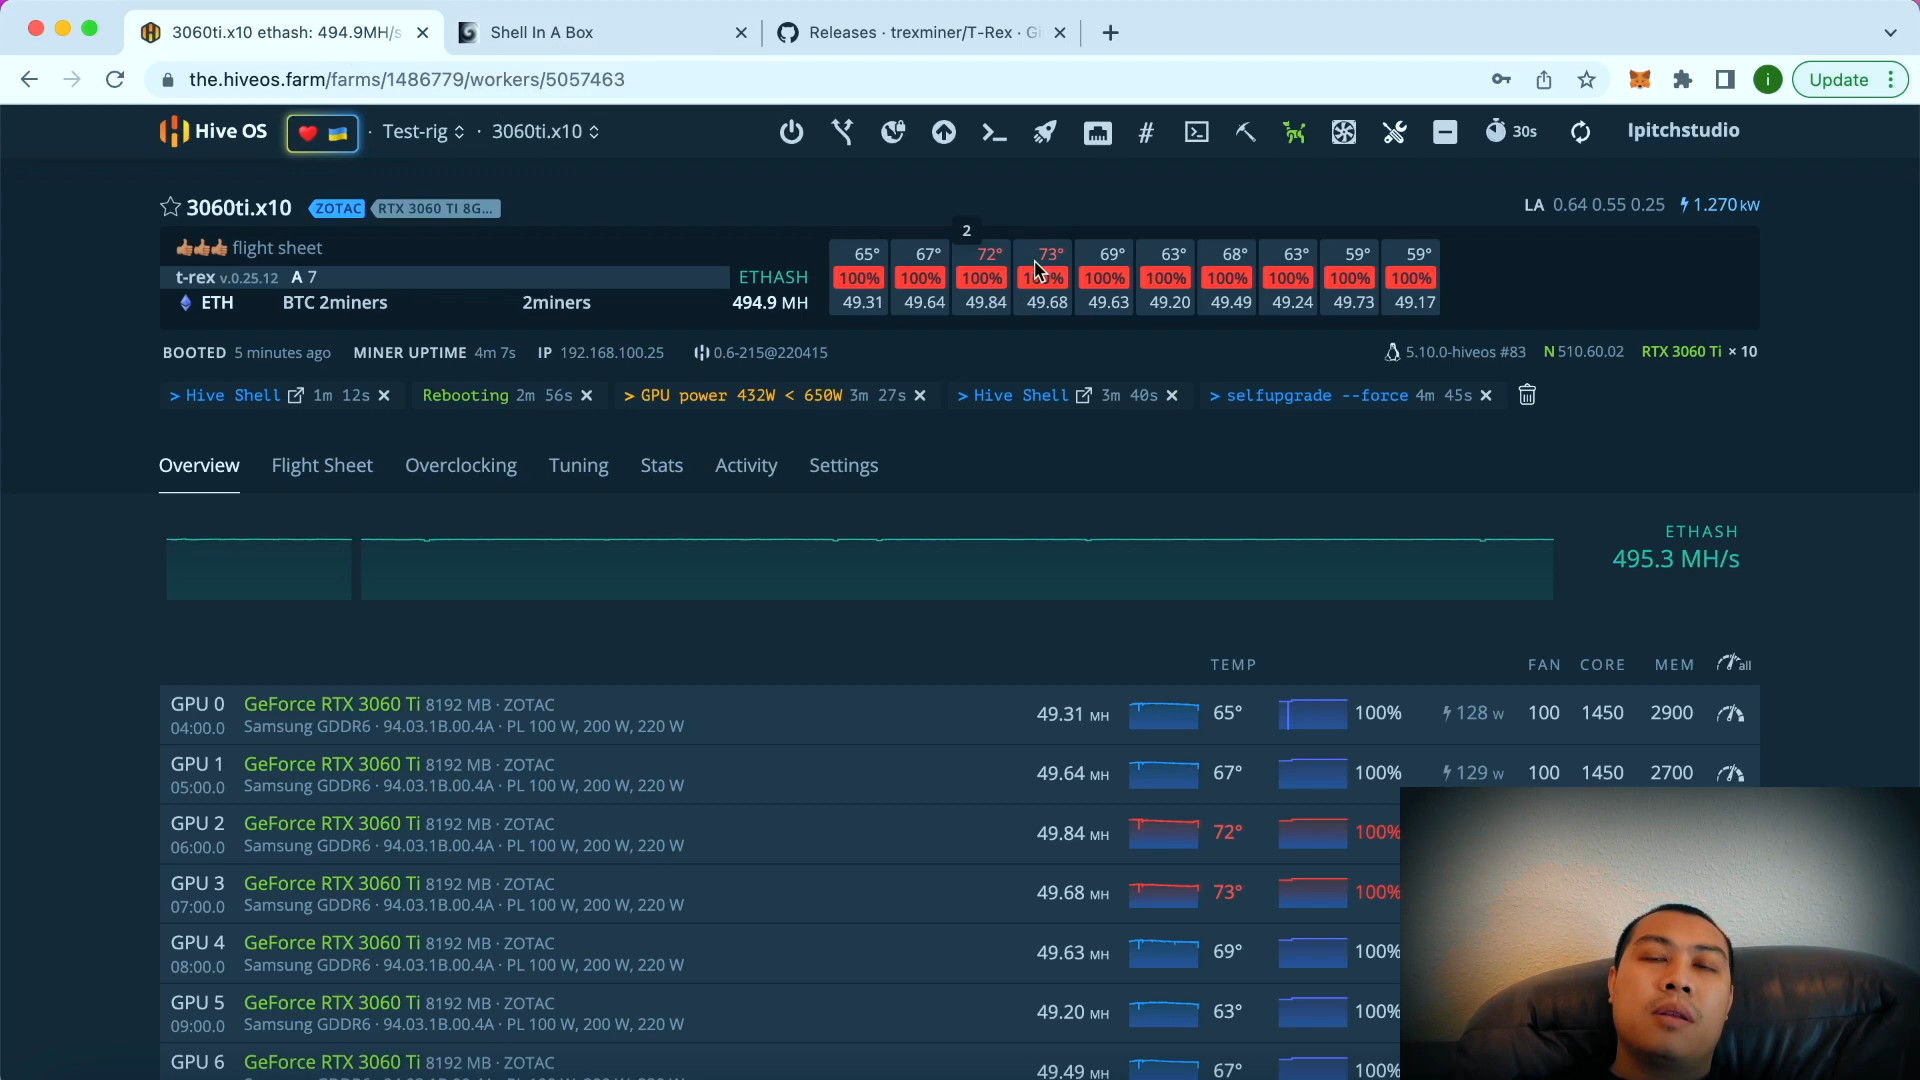 3060ti.x10 ethash: 494.9MH/s
Shell In A Box
Releases · trexminer/T-Rex · Gi
the.hiveos.farm/farms/1486779/workers/5057463
i
Update
Hive OS
· Test-rig · 3060ti.x10
30s
lpitchstudio
3060ti.x10 ZOTAC RTX 3060 TI 8G...
LA 0.64 0.55 0.25 1.270 kW
2
flight sheet
65° 67° 72° 73° 69° 63° 68° 63° 59° 59°
t-rex v.0.25.12 A 7 ETHASH
100% 100% 100% 100% 100% 100% 100% 100% 100%
ETH BTC 2miners 2miners 494.9 MH
49.31 49.64 49.84 49.68 49.63 49.20 49.49 49.24 49.73 49.17
BOOTED 5 minutes ago MINER UPTIME 4m 7s IP 192.168.100.25 0.6-215@220415
5.10.0-hiveos #83 N 510.60.02 RTX 3060 Ti × 10
> Hive Shell 1m 12s × Rebooting 2m 56s × > GPU power 432W < 650W 3m 27s × > Hive Shell 3m 40s × > selfupgrade --force 4m 45s ×
Overview Flight Sheet Overclocking Tuning Stats Activity Settings
ETHASH
495.3 MH/s
TEMP FAN CORE MEM all
GPU 0 GeForce RTX 3060 Ti 8192 MB · ZOTAC
04:00.0 Samsung GDDR6 · 94.03.1B.00.4A · PL 100 W, 200 W, 220 W
49.31 MH 65° 100% 128 W 100 1450 2900
GPU 1 GeForce RTX 3060 Ti 8192 MB · ZOTAC
05:00.0 Samsung GDDR6 · 94.03.1B.00.4A · PL 100 W, 200 W, 220 W
49.64 MH 67° 100% 129 W 100 1450 2700
GPU 2 GeForce RTX 3060 Ti 8192 MB · ZOTAC
06:00.0 Samsung GDDR6 · 94.03.1B.00.4A · PL 100 W, 200 W, 220 W
49.84 MH 72° 100%
GPU 3 GeForce RTX 3060 Ti 8192 MB · ZOTAC
07:00.0 Samsung GDDR6 · 94.03.1B.00.4A · PL 100 W, 200 W, 220 W
49.68 MH 73° 100%
GPU 4 GeForce RTX 3060 Ti 8192 MB · ZOTAC
08:00.0 Samsung GDDR6 · 94.03.1B.00.4A · PL 100 W, 200 W, 220 W
49.63 MH 69° 100%
GPU 5 GeForce RTX 3060 Ti 8192 MB · ZOTAC
09:00.0 Samsung GDDR6 · 94.03.1B.00.4A · PL 100 W, 200 W, 220 W
49.20 MH 63° 100%
GPU 6 GeForce RTX 3060 Ti 8192 MB · ZOTAC
49.49 MH 67° 100%